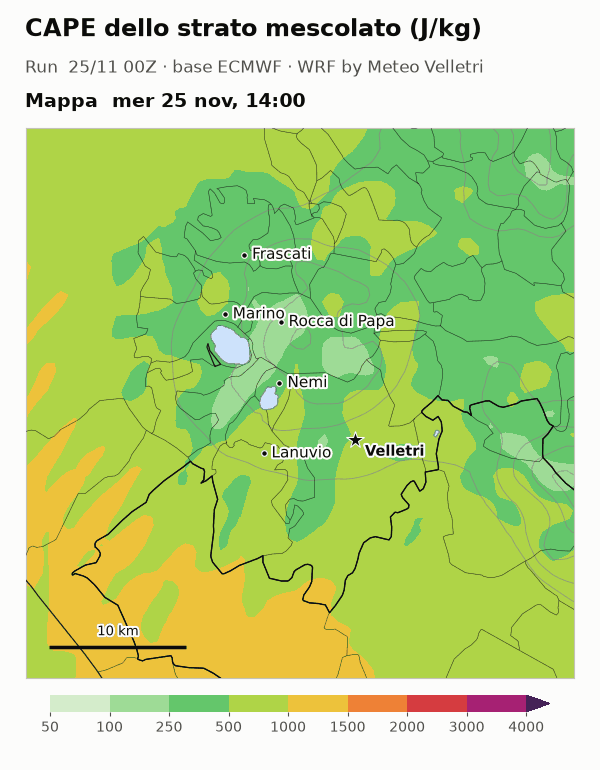 CAPE dello strato mescolato (J/kg)
Run  25/11 00Z · base ECMWF · WRF by Meteo Velletri
Mappa  mer 25 nov, 14:00
Frascati
Marino
Rocca di Papa
Nemi
Velletri
Lanuvio
10 km
50 100 250 500 1000 1500 2000 3000 4000